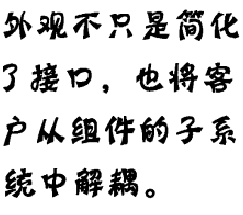 外观不只是简化
了接口，也将客
户从组件的子系
统中解耦。